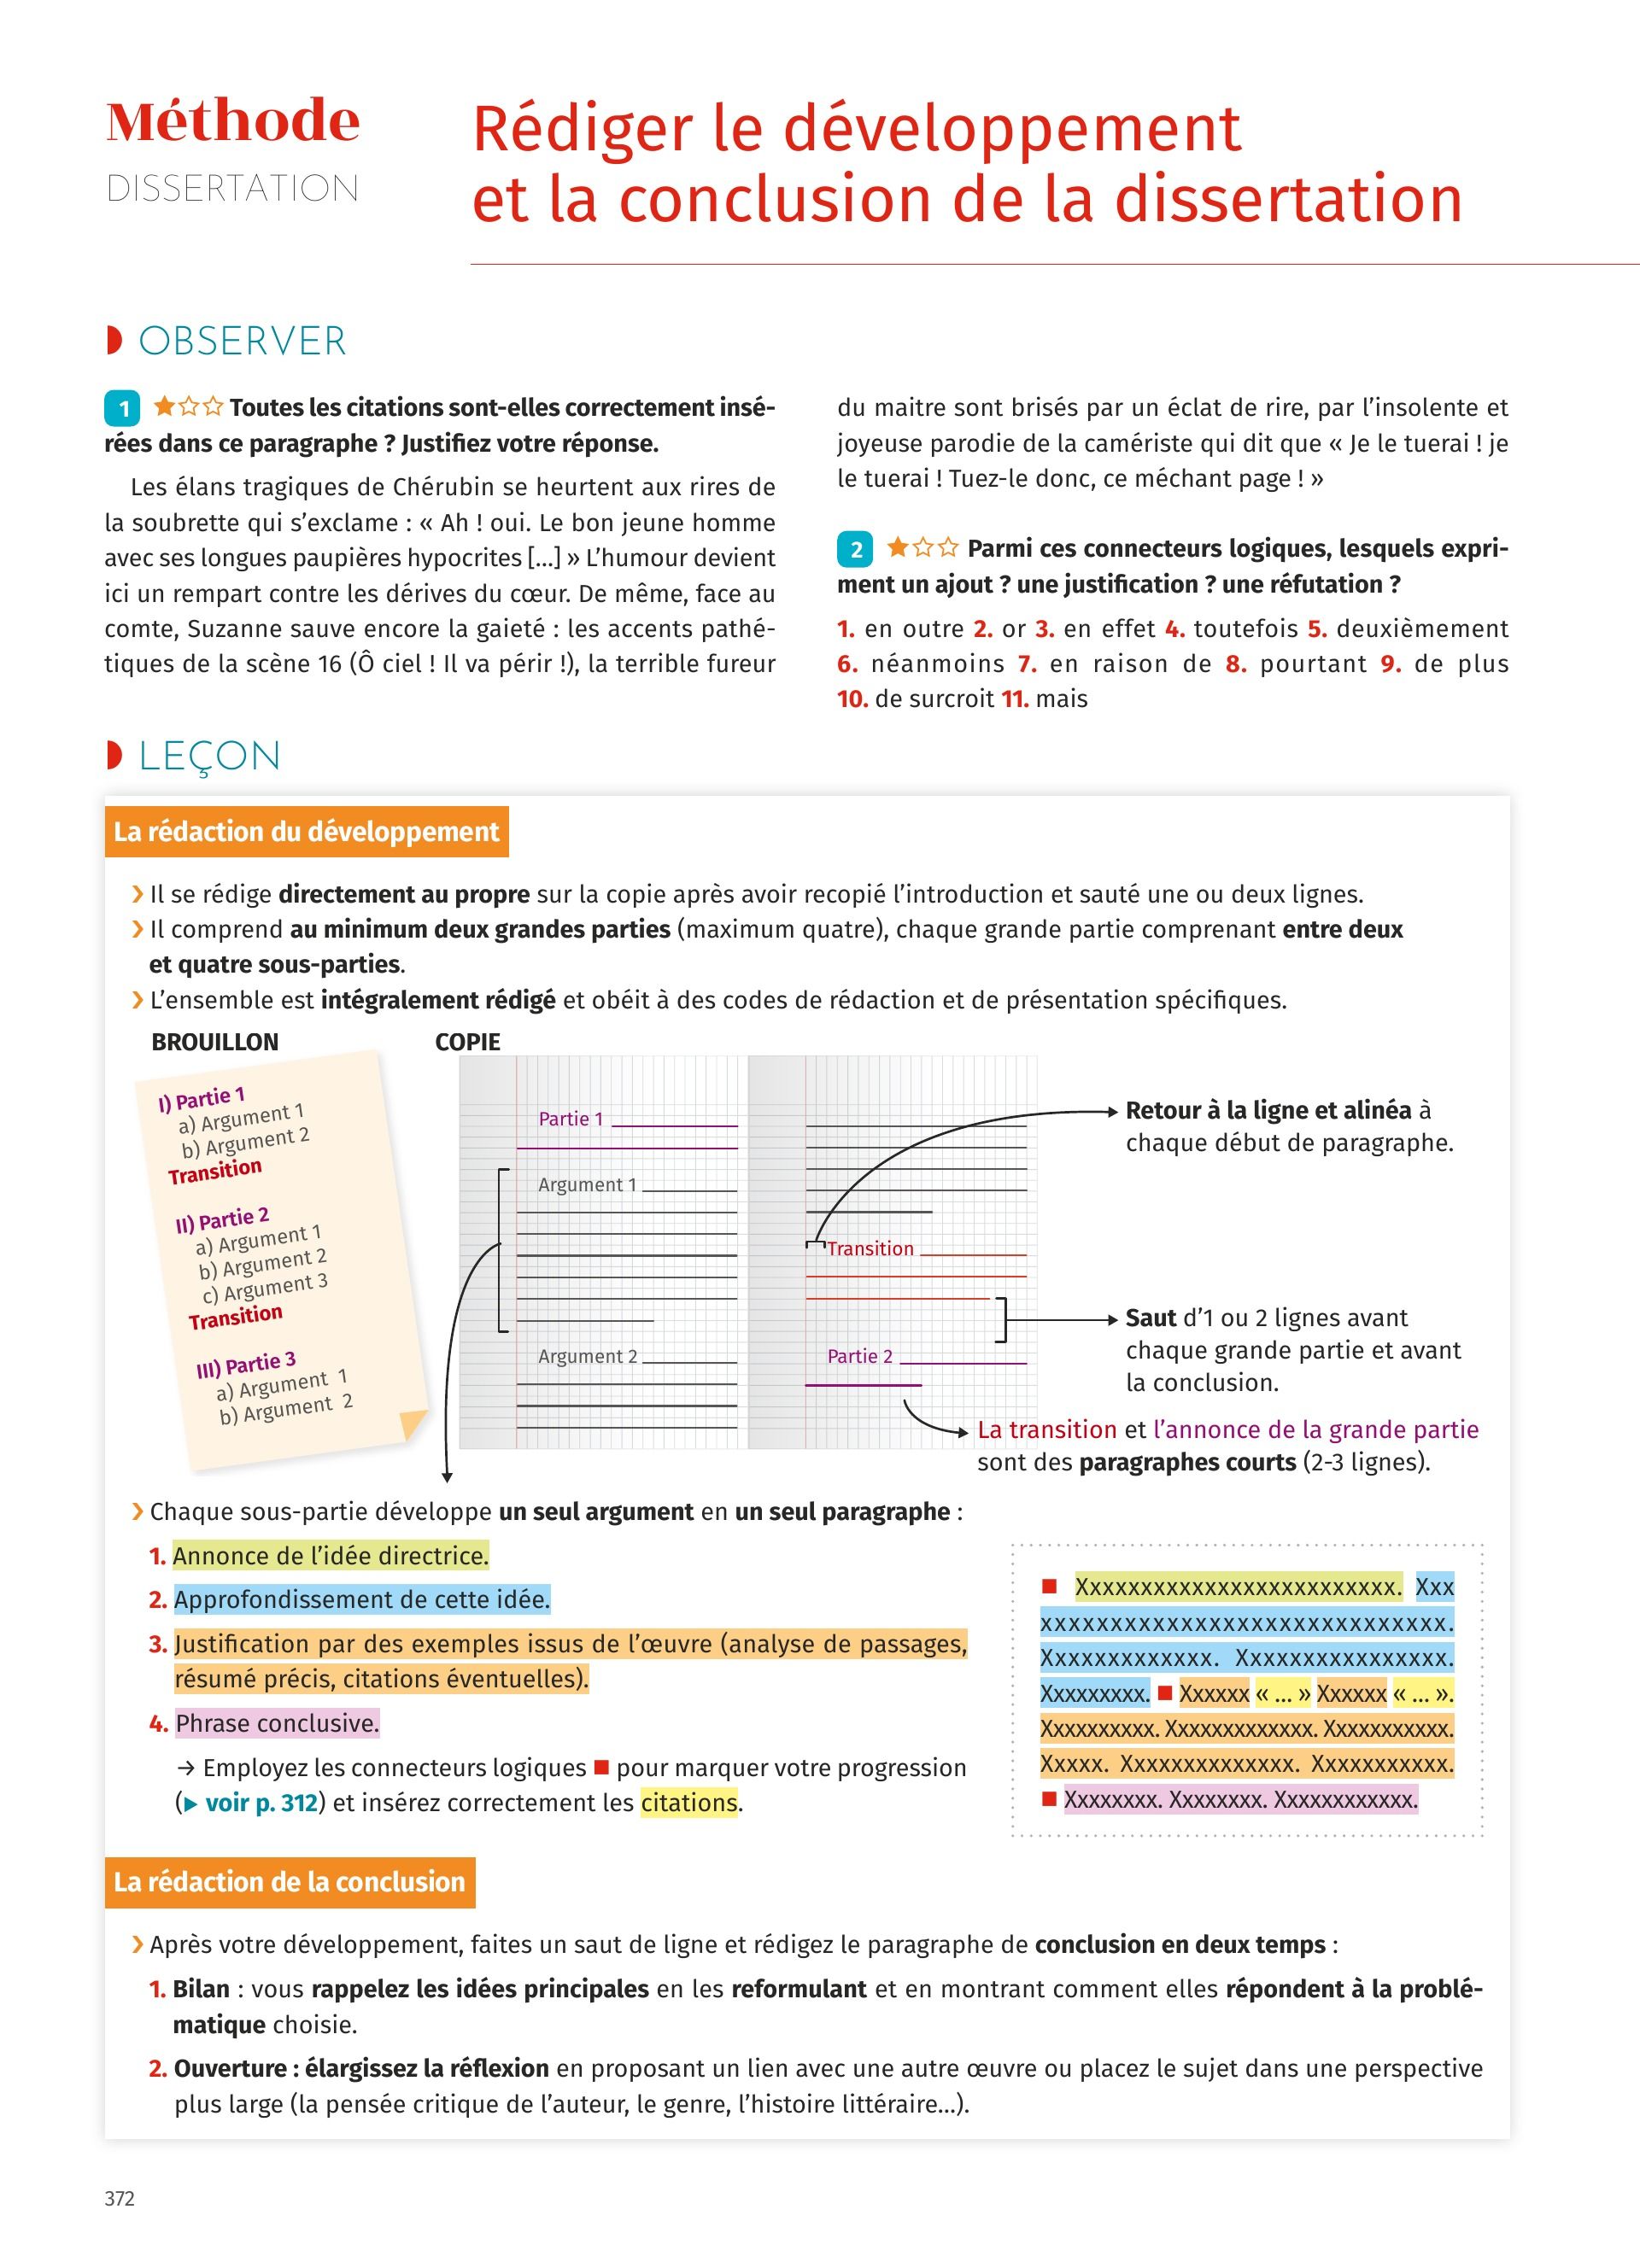 Méthode
DISSERTATION
Rédiger le développement
et la conclusion de la dissertation
OBSERVER
1 Toutes les citations sont-elles correctement insé-
rées dans ce paragraphe ? Justifiez votre réponse.
Les élans tragiques de Chérubin se heurtent aux rires de
la soubrette qui s’exclame : « Ah ! oui. Le bon jeune homme
avec ses longues paupières hypocrites [...] » L’humour devient
ici un rempart contre les dérives du cœur. De même, face au
comte, Suzanne sauve encore la gaieté : les accents pathé-
tiques de la scène 16 (Ô ciel ! Il va périr !), la terrible fureur
du maitre sont brisés par un éclat de rire, par l’insolente et
joyeuse parodie de la camériste qui dit que « Je le tuerai ! je
le tuerai ! Tuez-le donc, ce méchant page ! »
2 Parmi ces connecteurs logiques, lesquels expri-
ment un ajout ? une justification ? une réfutation ?
1. en outre 2. or 3. en effet 4. toutefois 5. deuxièmement
6. néanmoins 7. en raison de 8. pourtant 9. de plus
10. de surcroit 11. mais
LEÇON
La rédaction du développement
› Il se rédige directement au propre sur la copie après avoir recopié l’introduction et sauté une ou deux lignes.
› Il comprend au minimum deux grandes parties (maximum quatre), chaque grande partie comprenant entre deux
et quatre sous-parties.
› L’ensemble est intégralement rédigé et obéit à des codes de rédaction et de présentation spécifiques.
BROUILLON
I) Partie 1
a) Argument 1
b) Argument 2
Transition
II) Partie 2
a) Argument 1
b) Argument 2
c) Argument 3
Transition
III) Partie 3
a) Argument 1
b) Argument 2
COPIE
Partie 1
Argument 1
Argument 2
Transition
Partie 2
Retour à la ligne et alinéa à
chaque début de paragraphe.
Saut d’1 ou 2 lignes avant
chaque grande partie et avant
la conclusion.
La transition et l’annonce de la grande partie
sont des paragraphes courts (2-3 lignes).
› Chaque sous-partie développe un seul argument en un seul paragraphe :
1. Annonce de l’idée directrice.
2. Approfondissement de cette idée.
3. Justification par des exemples issus de l’œuvre (analyse de passages,
résumé précis, citations éventuelles).
4. Phrase conclusive.
→ Employez les connecteurs logiques ■ pour marquer votre progression
(▶ voir p. 312) et insérez correctement les citations.
■ Xxxxxxxxxxxxxxxxxxxxxxxxx. Xxx
xxxxxxxxxxxxxxxxxxxxxxxxxxxxx.
Xxxxxxxxxxxxx. Xxxxxxxxxxxxxxxx.
Xxxxxxxxx. ■ Xxxxxx « ... » Xxxxxx « ... ».
Xxxxxxxxxx. Xxxxxxxxxxxxx. Xxxxxxxxxxx.
Xxxxx. Xxxxxxxxxxxxxx. Xxxxxxxxxxx.
■ Xxxxxxxx. Xxxxxxxx. Xxxxxxxxxxxx.
La rédaction de la conclusion
› Après votre développement, faites un saut de ligne et rédigez le paragraphe de conclusion en deux temps :
1. Bilan : vous rappelez les idées principales en les reformulant et en montrant comment elles répondent à la problé-
matique choisie.
2. Ouverture : élargissez la réflexion en proposant un lien avec une autre œuvre ou placez le sujet dans une perspective
plus large (la pensée critique de l’auteur, le genre, l’histoire littéraire...).
372